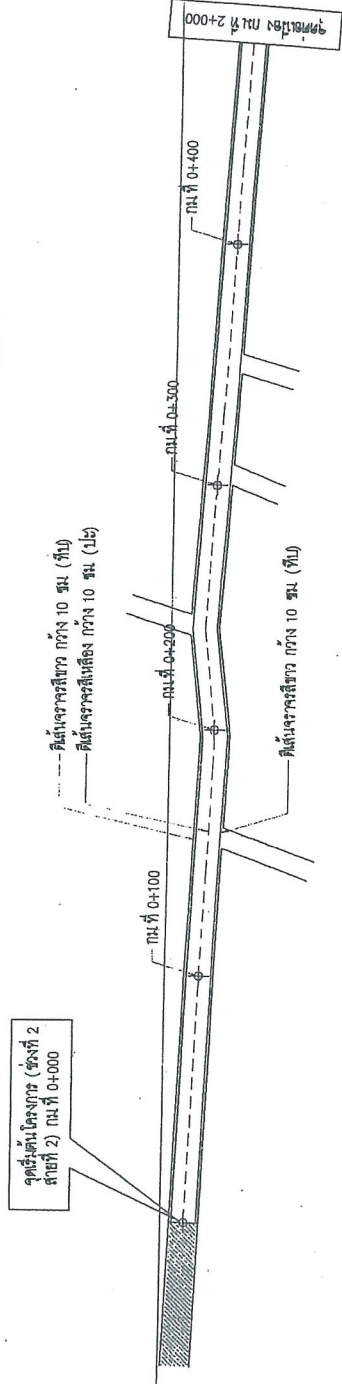 จุดเริ่มต้นโครงการ (ช่วงที่ 2
สายที่ 2) กม.ที่ 0+000
กม.ที่ 0+100
ตีเส้นจราจรสีขาว กว้าง 10 ซม (ทึบ)
ตีเส้นจราจรสีเหลือง กว้าง 10 ซม (ปะ)
กม.ที่ 0+200
ตีเส้นจราจรสีขาว กว้าง 10 ซม (ทึบ)
กม.ที่ 0+300
กม.ที่ 0+400
จุดต่อเนื่อง กม.ที่ 2+000